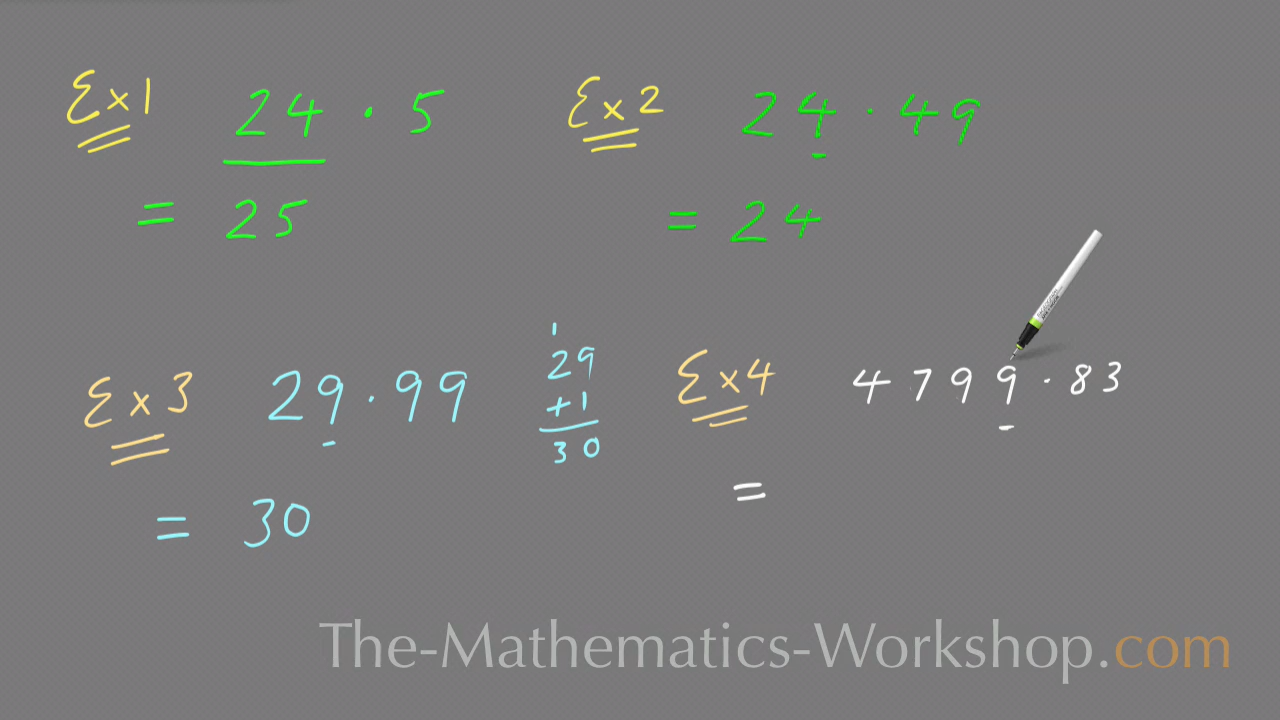 Ex1 24.5
= 25
Ex2 24.49
= 24
Ex3 29.99
= 30
1
29
+1
30
Ex4 4799.83
=
The-Mathematics-Workshop.com